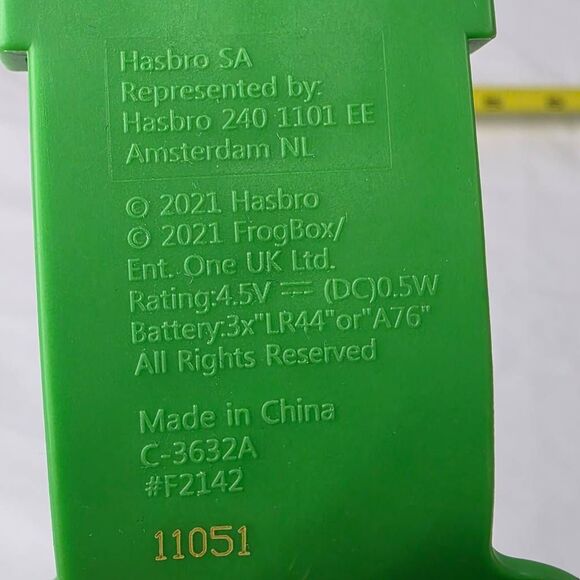 Hasbro SA
Represented by:
Hasbro 240 1101 EE
Amsterdam NL
© 2021 Hasbro
© 2021 FrogBox/
Ent. One UK Ltd.
Rating:4.5V ⎓ (DC)0.5W
Battery:3x"LR44"or"A76"
All Rights Reserved
Made in China
C-3632A
#F2142
11051